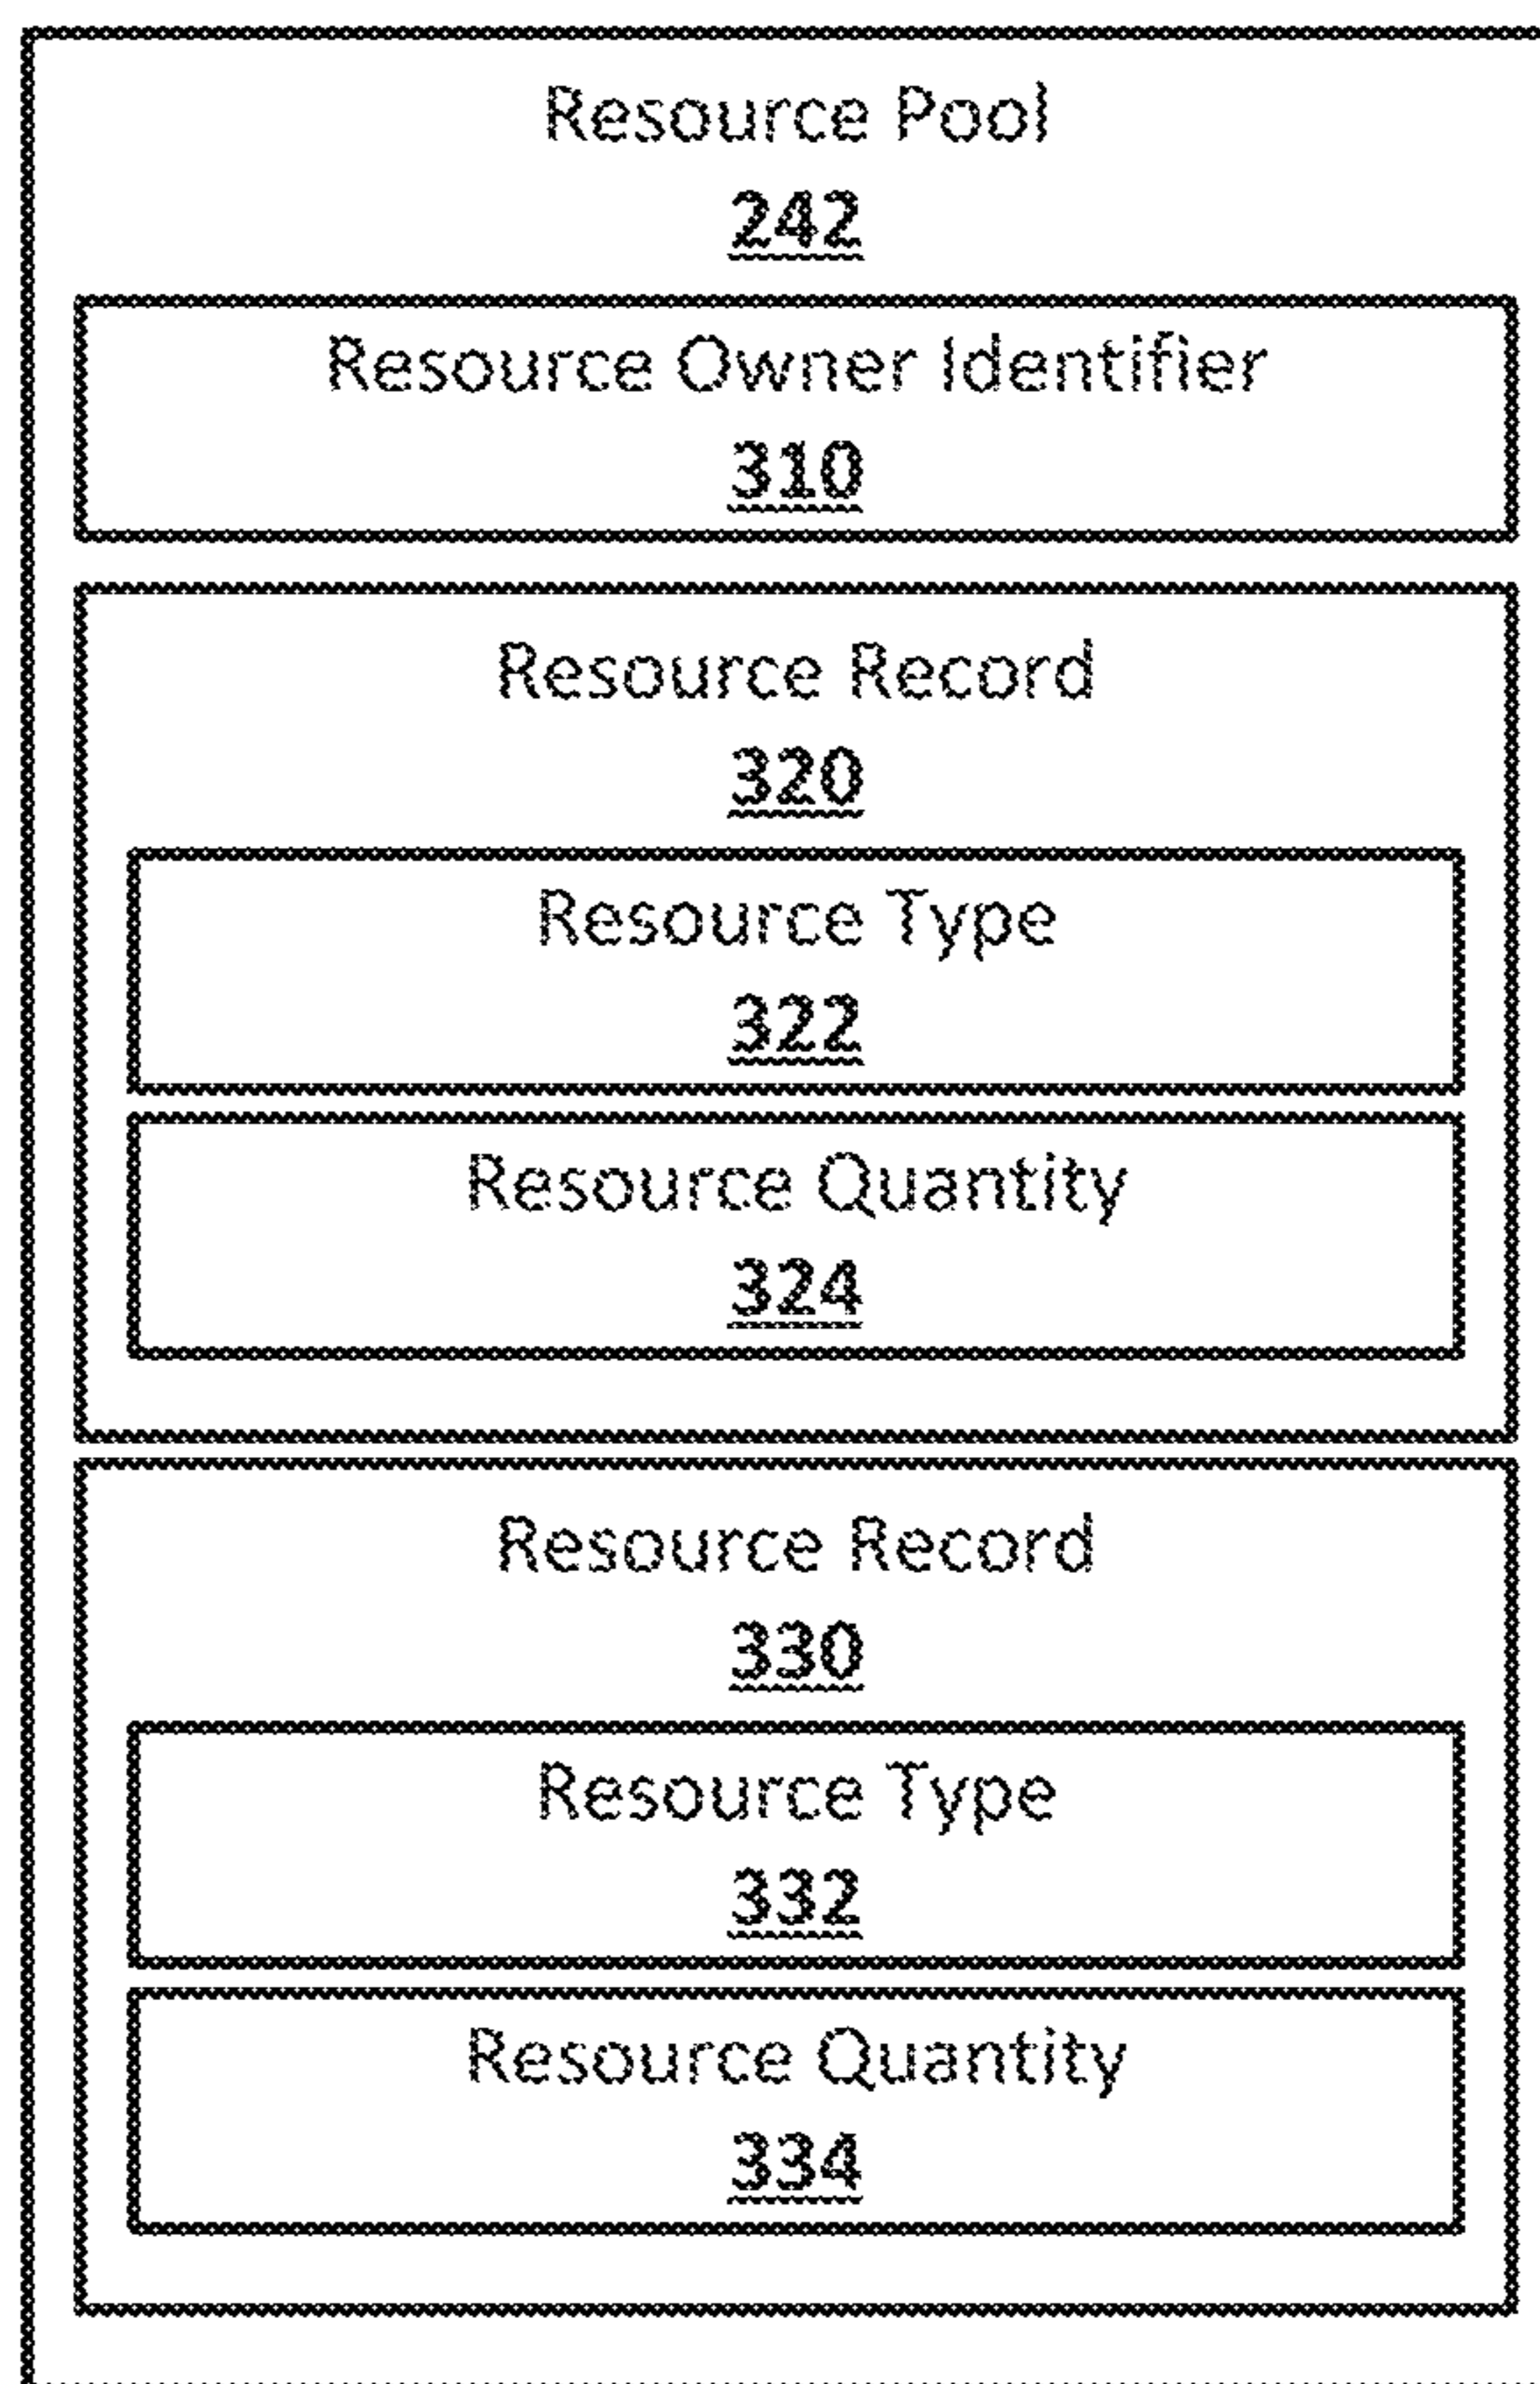 Resource Pool
242
Resource Owner Identifier
310
Resource Record
320
Resource Type
322
Resource Quantity
324
Resource Record
330
Resource Type
332
Resource Quantity
334